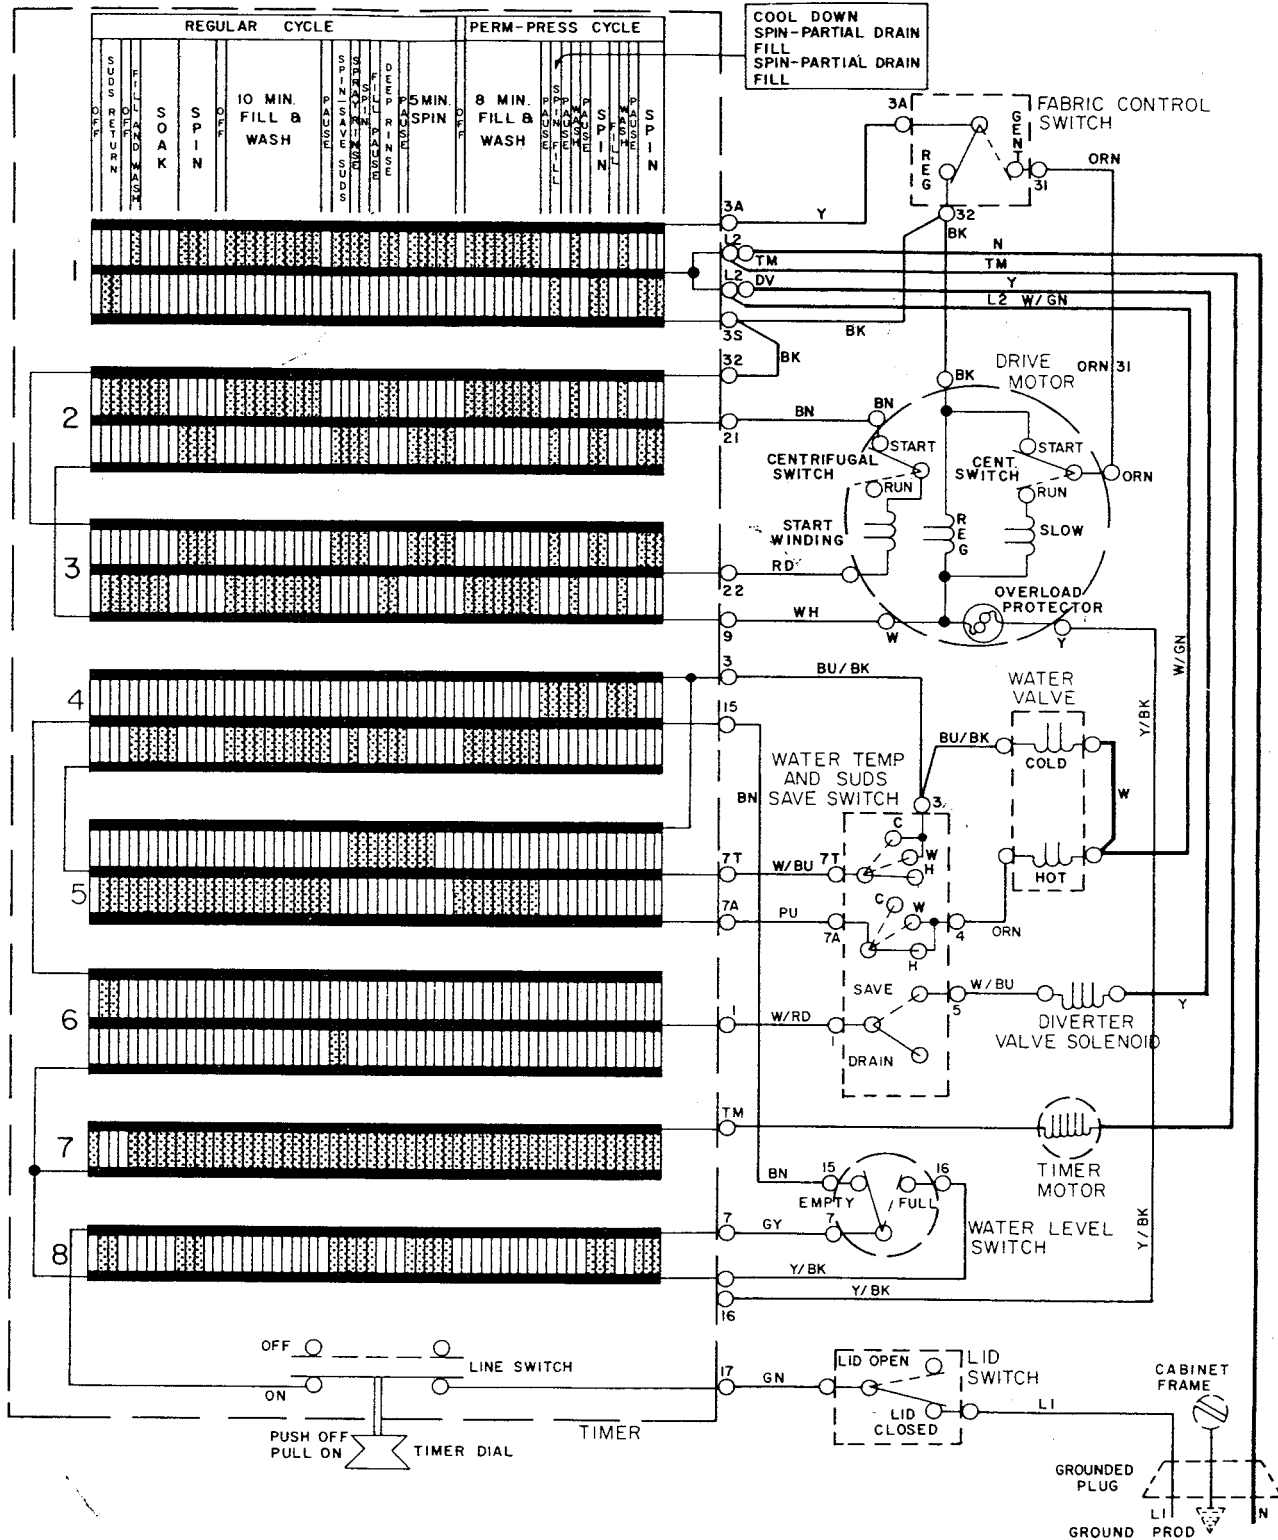 REGULAR CYCLE
PERM-PRESS CYCLE
COOL DOWN
SPIN-PARTIAL DRAIN
FILL
SPIN-PARTIAL DRAIN
FILL
OFF
SUDS RETURN
OFF
FILL AND WASH
SOAK
SPIN
OFF
10 MIN.
FILL &
WASH
PAUSE
SPIN-SAVE SUDS
SPRAY RINSE
SPIN
FILL PAUSE
DEEP RINSE
PAUSE
5 MIN.
SPIN
OFF
8 MIN.
FILL &
WASH
PAUSE
SPIN FILL
PAUSE
WASH
PAUSE
SPIN
FILL
WASH
PAUSE
SPIN
3A
FABRIC CONTROL
SWITCH
REG
GENT
31
ORN
32
BK
1
3A
Y
L2
N
TM
TM
L2
DV
Y
L2 W/GN
3S
BK
BK
32
2
21
BN
BN
BK
DRIVE
MOTOR
ORN 31
START
START
CENTRIFUGAL
SWITCH
CENT.
SWITCH
ORN
RUN
RUN
START
WINDING
REG
SLOW
3
22
RD
OVERLOAD
PROTECTOR
9
WH
W
Y
W/GN
4
3
BU/BK
15
WATER
VALVE
Y/BK
BU/BK
COLD
W
WATER TEMP
AND SUDS
SAVE SWITCH
BN
3
C
W
H
5
7T
W/BU
7T
HOT
7A
PU
7A
C
W
H
4
ORN
6
1
W/RD
1
SAVE
DRAIN
5
W/BU
Y
DIVERTER
VALVE SOLENOID
7
TM
TIMER
MOTOR
BN
15
16
EMPTY
FULL
8
7
GY
7
WATER LEVEL
SWITCH
Y/BK
Y/BK
Y/BK
16
OFF
LINE SWITCH
ON
17
GN
LID OPEN
LID
SWITCH
LID
CLOSED
L1
CABINET
FRAME
TIMER
PUSH OFF
PULL ON
TIMER DIAL
GROUNDED
PLUG
L1
N
GROUND PROD